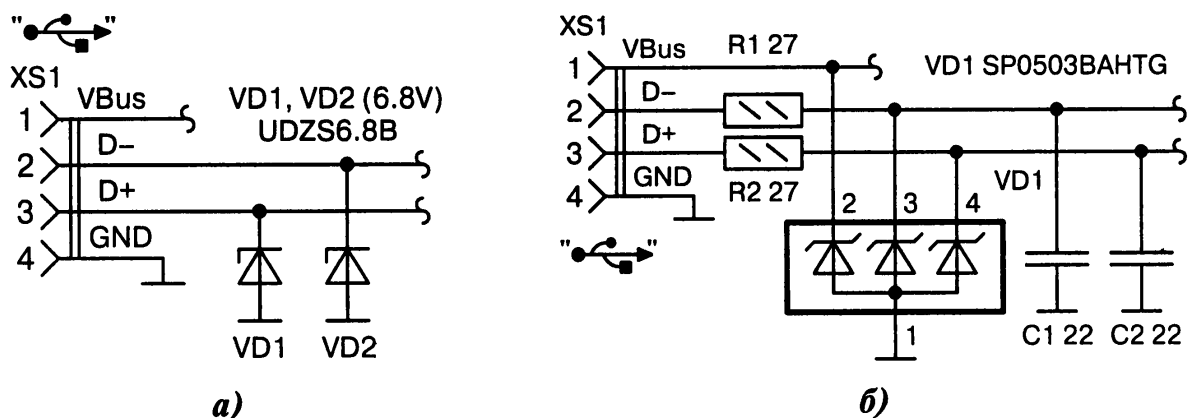 " "
XS1
1
VBus
2
D–
3
D+
4
GND
VD1, VD2 (6.8V)
UDZS6.8B
VD1 VD2
а)
XS1
1
VBus
2
D–
3
D+
4
GND
R1 27
R2 27
VD1 SP0503BAHTG
VD1
2 3 4
1
C1 22 C2 22
" "
б)